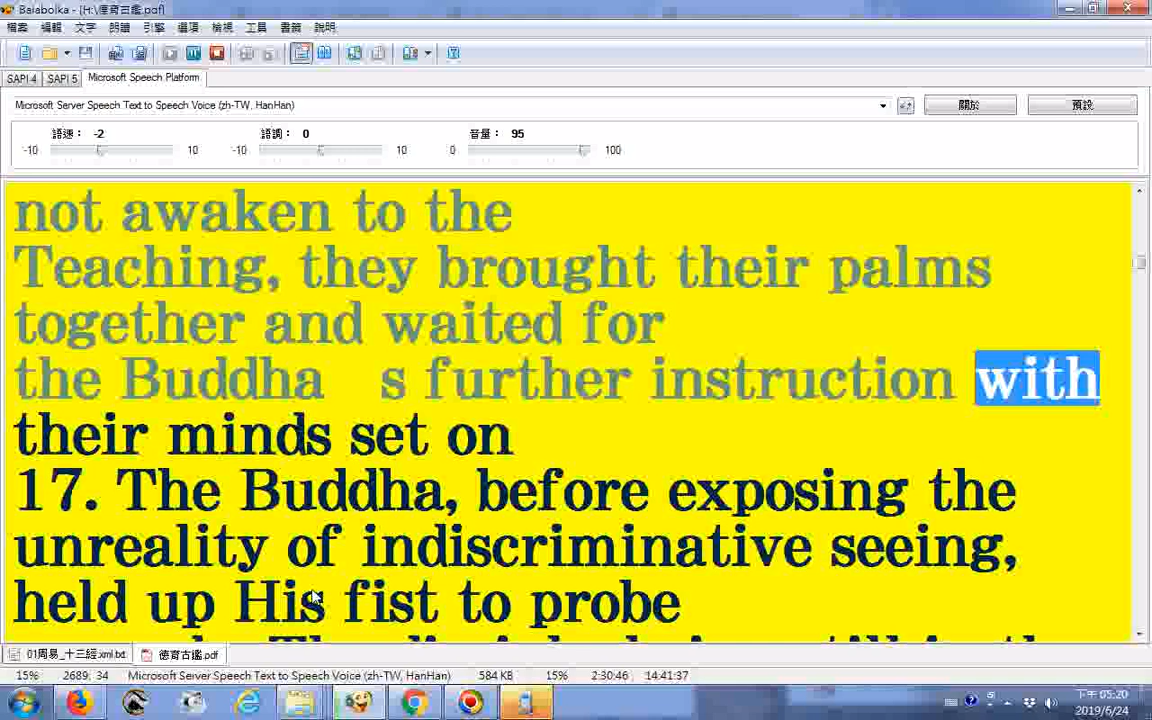 Balabolka - [H:\德育古鑑.pdf]
檔案 編輯 文字 朗讀 引擎 選項 檢視 工具 書籤 說明
SAPI 4 SAPI 5 Microsoft Speech Platform
Microsoft Server Speech Text to Speech Voice (zh-TW, HanHan) 關於 預設
語速： -2 語調： 0 音量： 95
-10 10 -10 10 0 100
not awaken to the
Teaching, they brought their palms
together and waited for
the Buddha s further instruction with
their minds set on
17. The Buddha, before exposing the
unreality of indiscriminative seeing,
held up His fist to probe
01周易_十三經.xml.txt 德育古鑑.pdf
15% 2689, 34 Microsoft Server Speech Text to Speech Voice (zh-TW, HanHan) 584 KB 15% 2:30:46 14:41:37
下午 05:20
2019/6/24